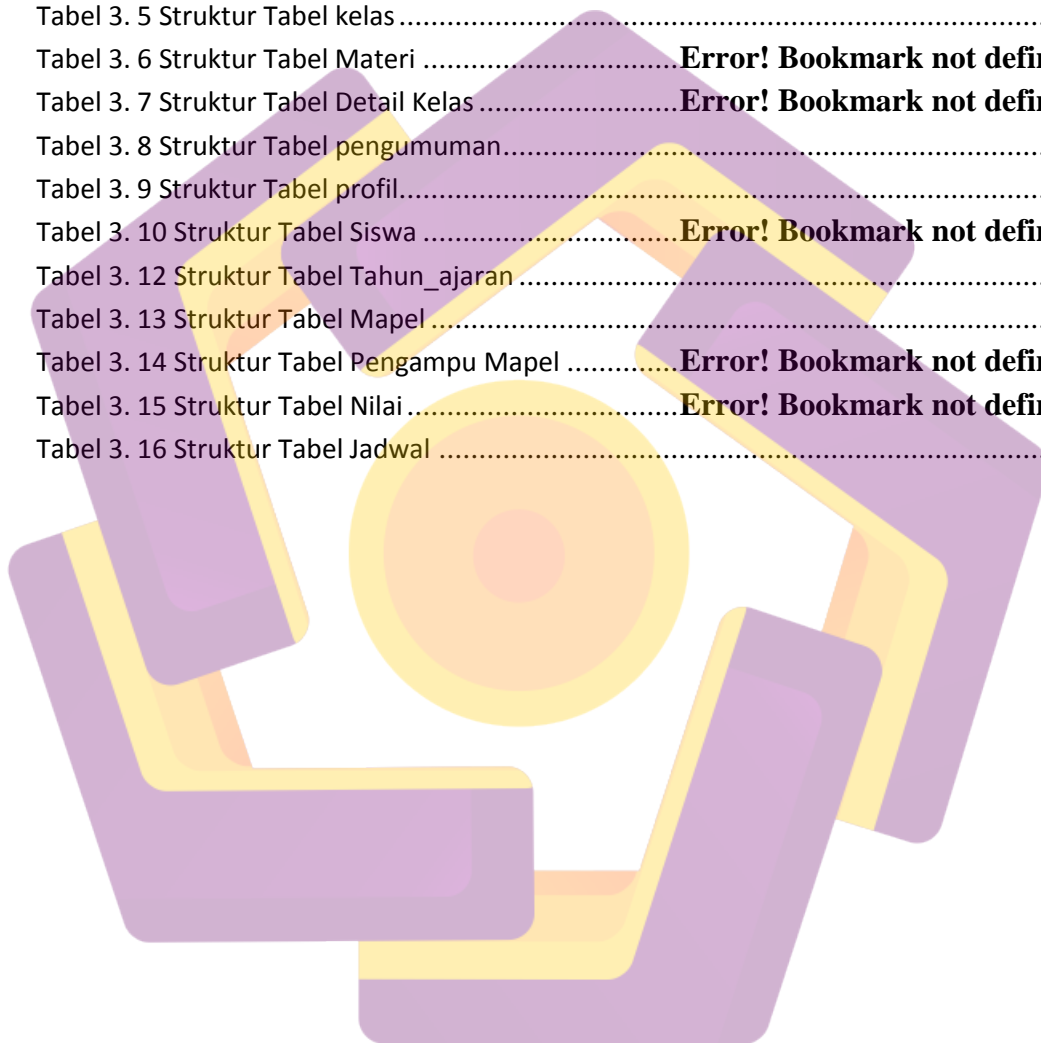 Tabel 3. 5 Struktur Tabel kelas ................................................................................
Tabel 3. 6 Struktur Tabel Materi ................................Error! Bookmark not defin
Tabel 3. 7 Struktur Tabel Detail Kelas .........................Error! Bookmark not defin
Tabel 3. 8 Struktur Tabel pengumuman...................................................................
Tabel 3. 9 Struktur Tabel profil................................................................................
Tabel 3. 10 Struktur Tabel Siswa .................................Error! Bookmark not defin
Tabel 3. 12 Struktur Tabel Tahun_ajaran .................................................................
Tabel 3. 13 Struktur Tabel Mapel ............................................................................
Tabel 3. 14 Struktur Tabel Pengampu Mapel ..............Error! Bookmark not defin
Tabel 3. 15 Struktur Tabel Nilai ..................................Error! Bookmark not defin
Tabel 3. 16 Struktur Tabel Jadwal ...........................................................................